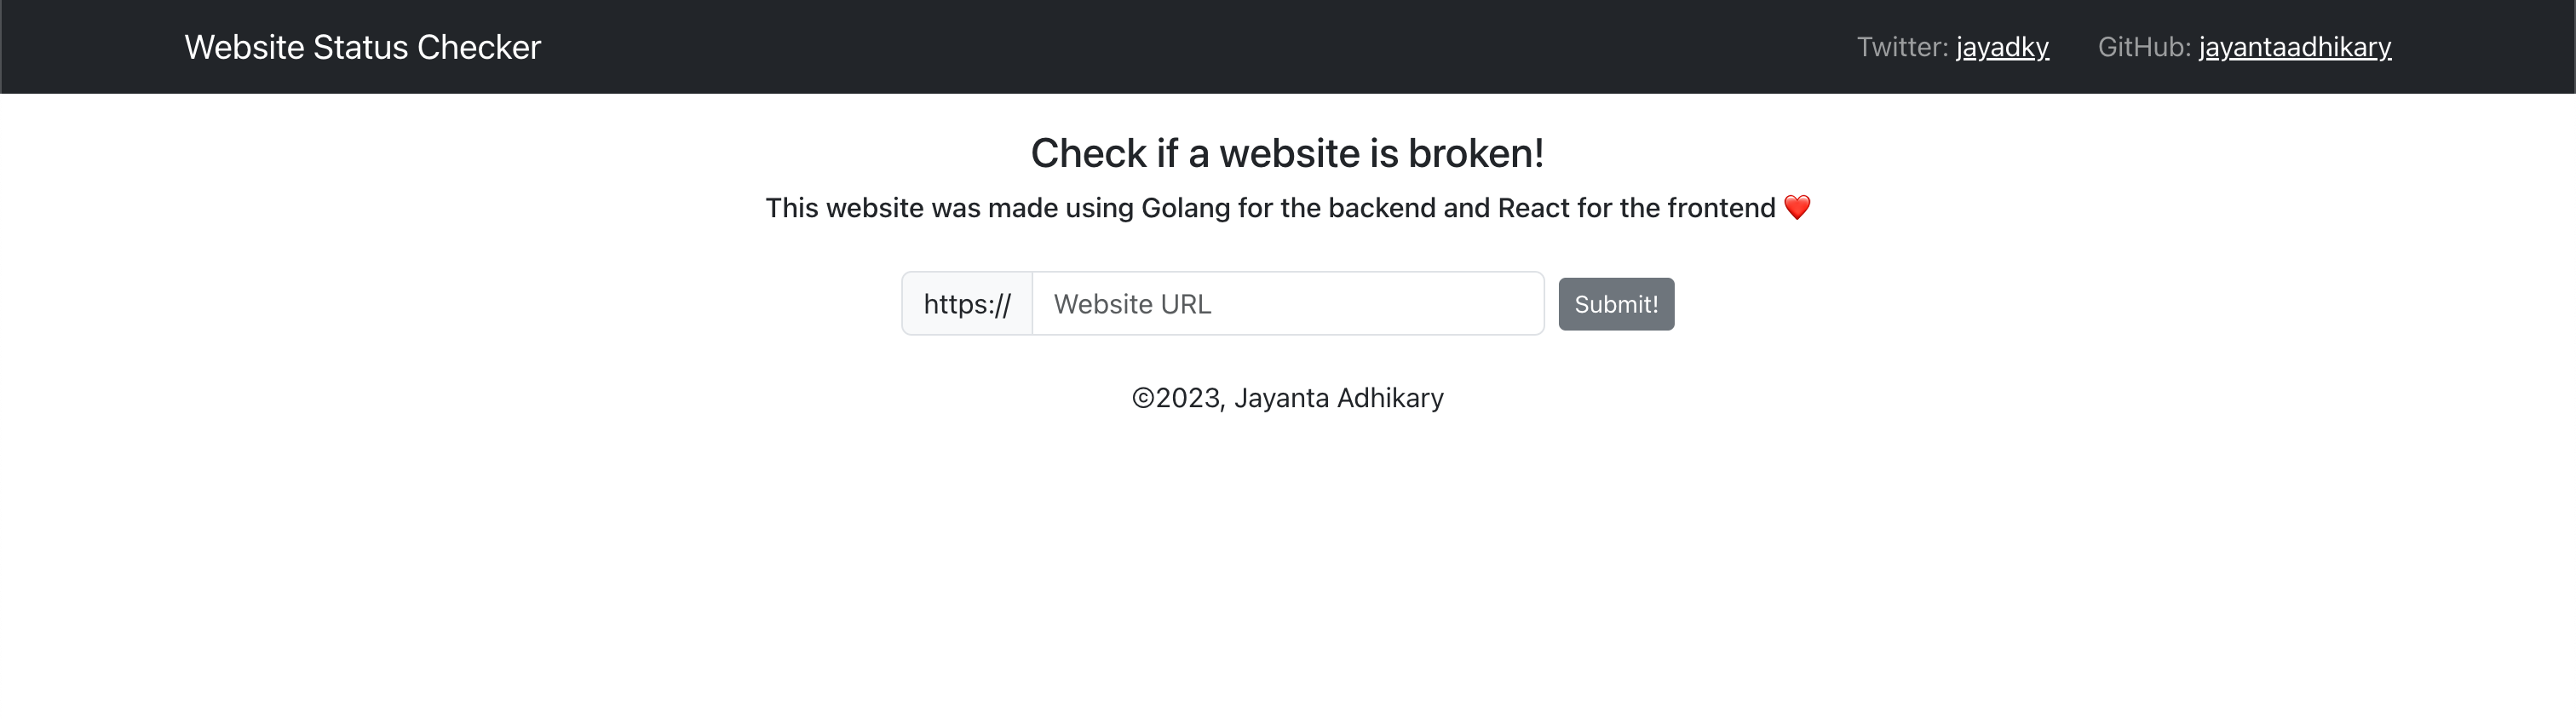 Website Status Checker
Twitter: jayadky
GitHub: jayantaadhikary
Check if a website is broken!
This website was made using Golang for the backend and React for the frontend ❤️
https://
Website URL
Submit!
©2023, Jayanta Adhikary